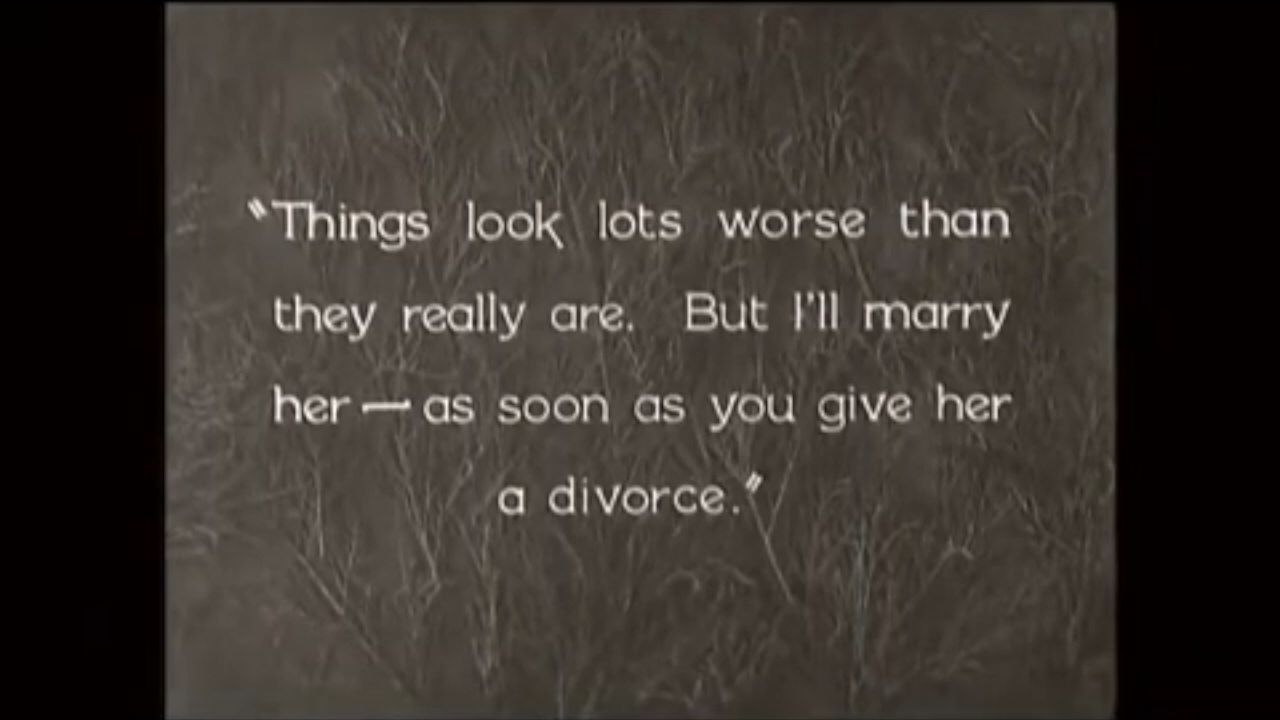 "Things look lots worse than
they really are. But I'll marry
her — as soon as you give her
a divorce."